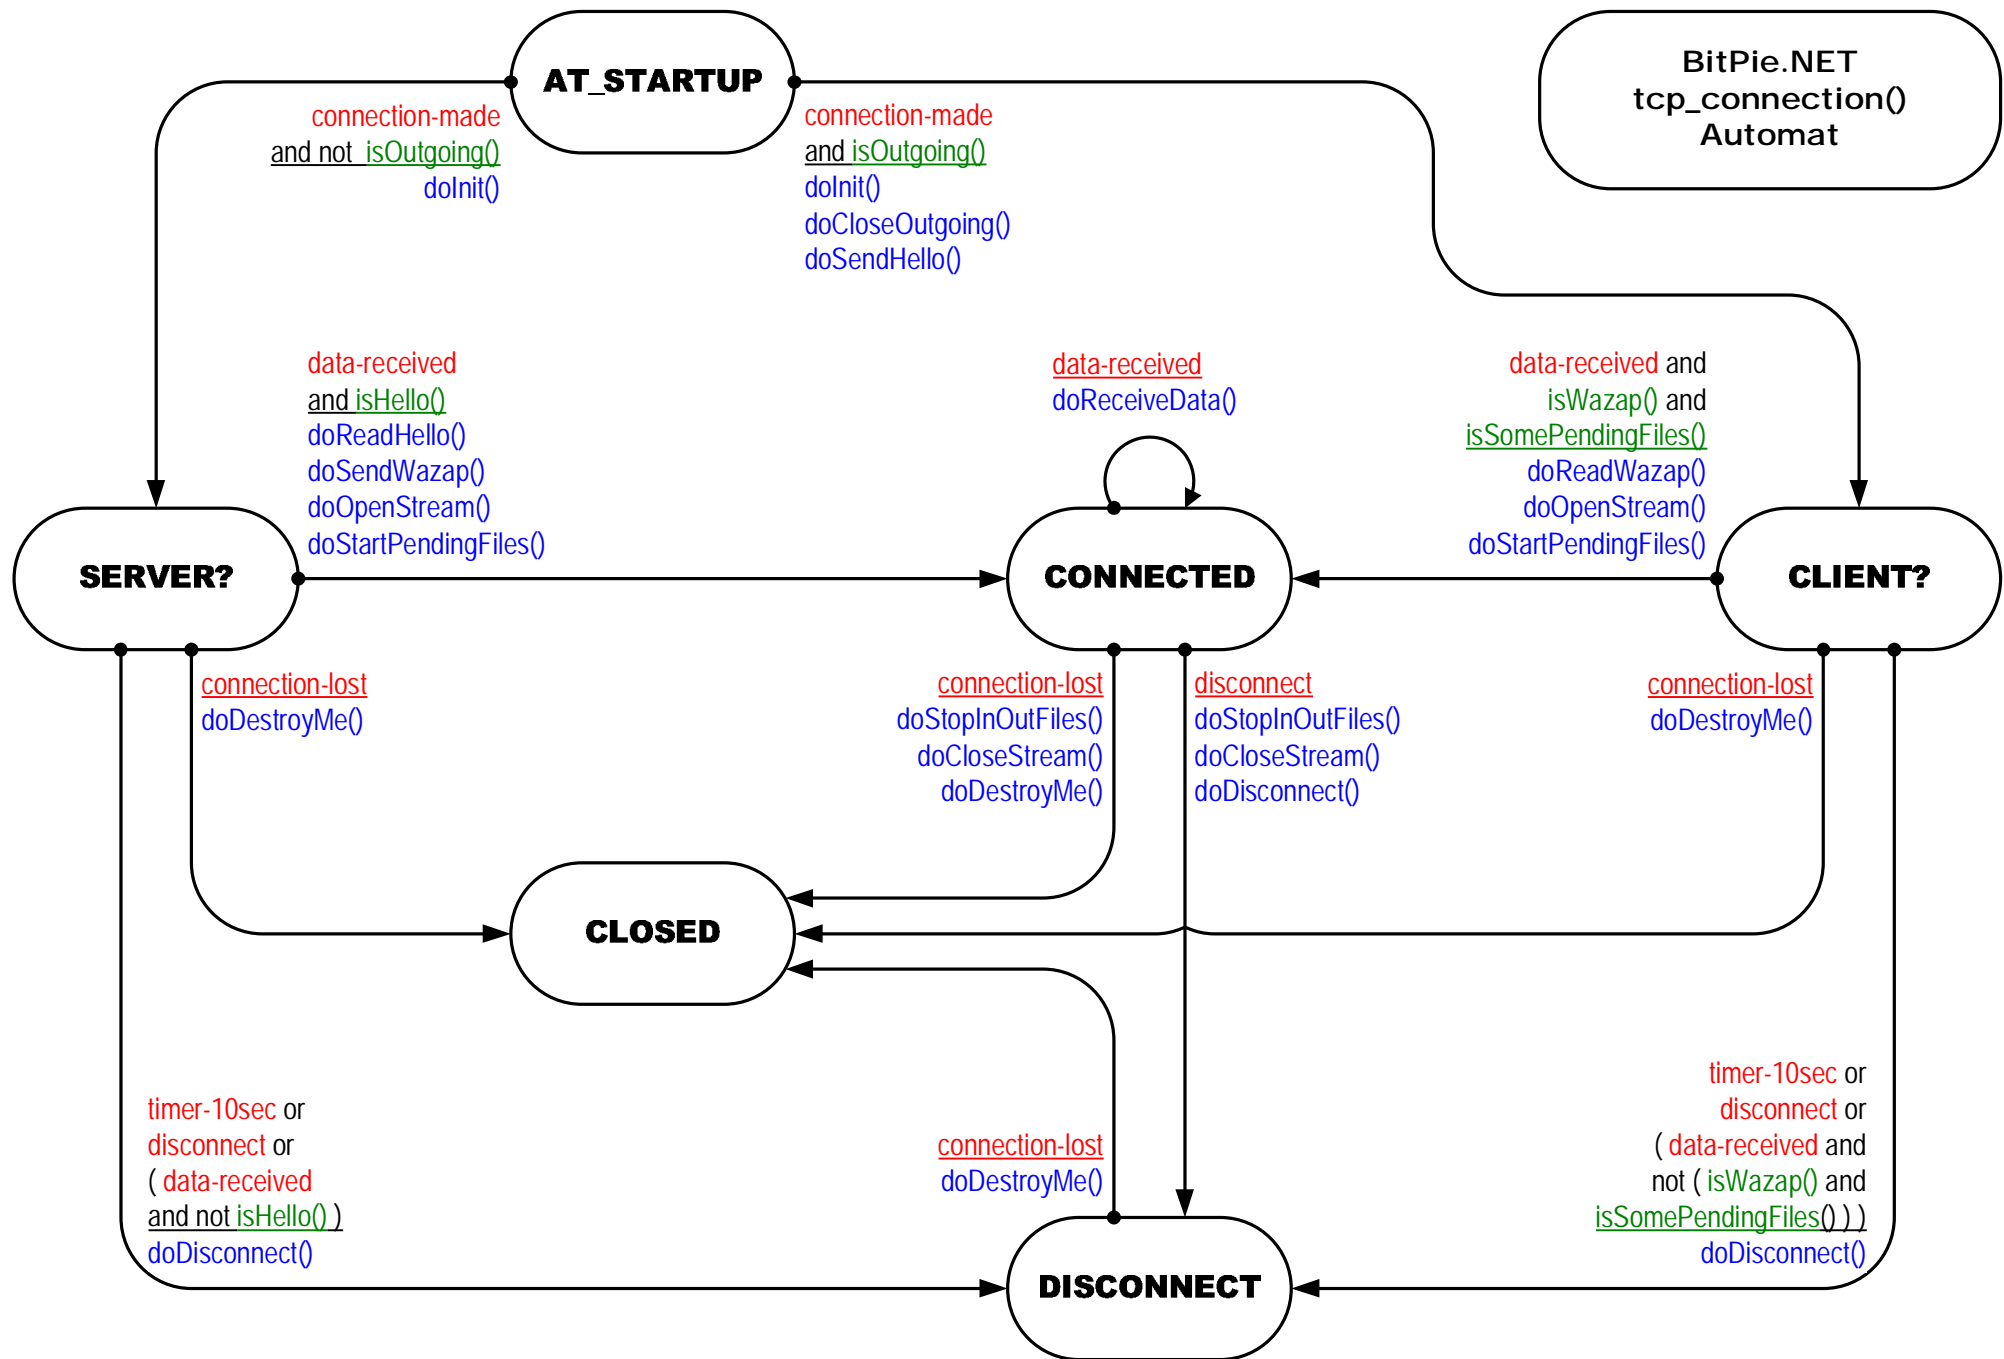 AT_STARTUP
BitPie.NET
tcp_connection()
Automat
connection-made
and not isOutgoing()
doInit()
connection-made
and isOutgoing()
doInit()
doCloseOutgoing()
doSendHello()
data-received
and isHello()
doReadHello()
doSendWazap()
doOpenStream()
doStartPendingFiles()
data-received
doReceiveData()
data-received and
isWazap() and
isSomePendingFiles()
doReadWazap()
doOpenStream()
doStartPendingFiles()
SERVER?
CONNECTED
CLIENT?
connection-lost
doDestroyMe()
connection-lost
doStopInOutFiles()
doCloseStream()
doDestroyMe()
disconnect
doStopInOutFiles()
doCloseStream()
doDisconnect()
connection-lost
doDestroyMe()
CLOSED
timer-10sec or
disconnect or
( data-received
and not isHello() )
doDisconnect()
connection-lost
doDestroyMe()
timer-10sec or
disconnect or
( data-received and
not ( isWazap() and
isSomePendingFiles() ) )
doDisconnect()
DISCONNECT